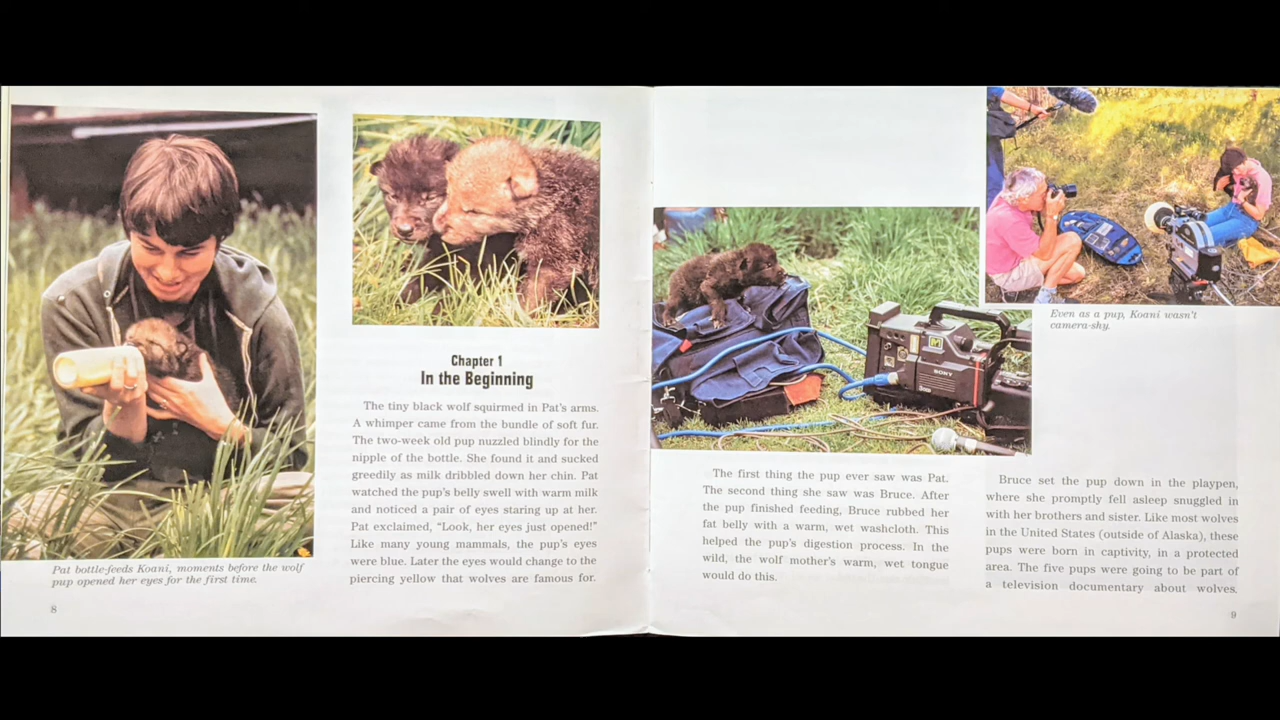 Pat bottle-feeds Koani, moments before the wolf
pup opened her eyes for the first time.
8
Chapter 1
In the Beginning
The tiny black wolf squirmed in Pat's arms.
A whimper came from the bundle of soft fur.
The two-week old pup nuzzled blindly for the
nipple of the bottle. She found it and sucked
greedily as milk dribbled down her chin. Pat
watched the pup's belly swell with warm milk
and noticed a pair of eyes staring up at her.
Pat exclaimed, "Look, her eyes just opened!"
Like many young mammals, the pup's eyes
were blue. Later the eyes would change to the
piercing yellow that wolves are famous for.
SONY
Even as a pup, Koani wasn't
camera-shy.
The first thing the pup ever saw was Pat.
The second thing she saw was Bruce. After
the pup finished feeding, Bruce rubbed her
fat belly with a warm, wet washcloth. This
helped the pup's digestion process. In the
wild, the wolf mother's warm, wet tongue
would do this.
Bruce set the pup down in the playpen,
where she promptly fell asleep snuggled in
with her brothers and sister. Like most wolves
in the United States (outside of Alaska), these
pups were born in captivity, in a protected
area. The five pups were going to be part of
a television documentary about wolves.
9